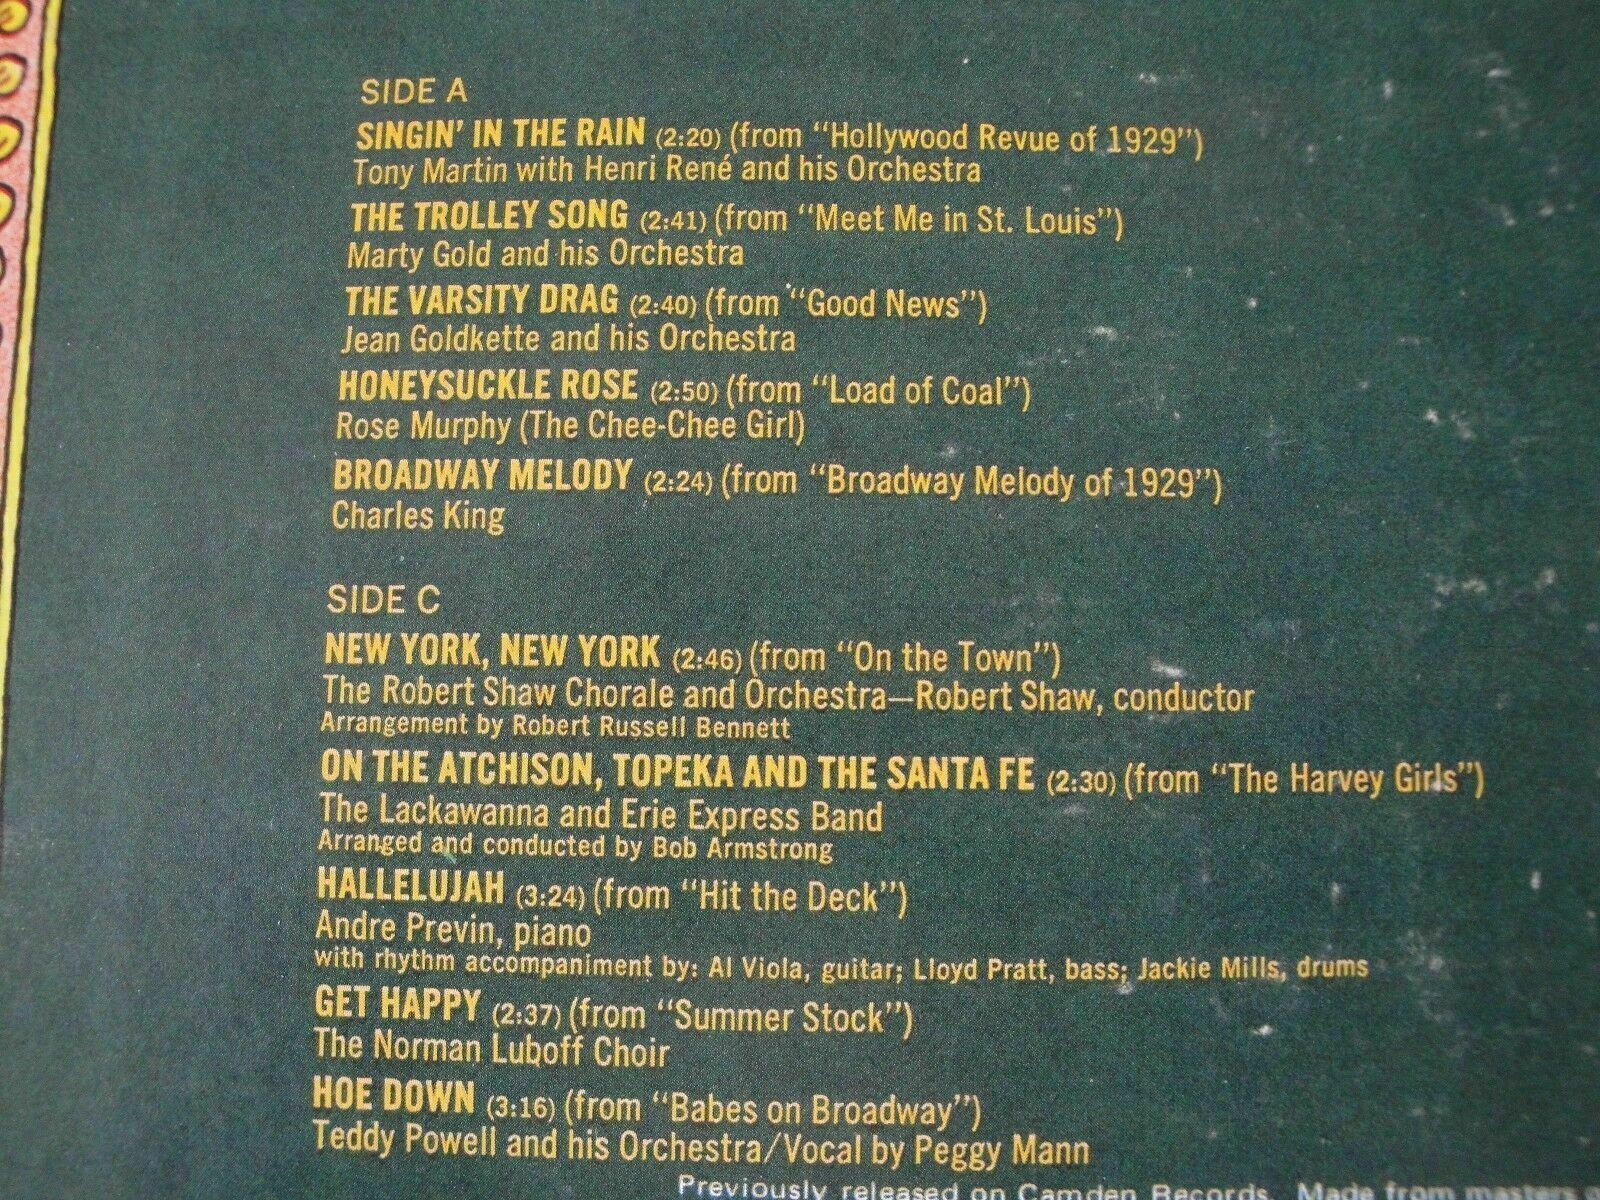 SIDE A
SINGIN' IN THE RAIN (2:20) (from "Hollywood Revue of 1929")
Tony Martin with Henri René and his Orchestra
THE TROLLEY SONG (2:41) (from "Meet Me in St. Louis")
Marty Gold and his Orchestra
THE VARSITY DRAG (2:40) (from "Good News")
Jean Goldkette and his Orchestra
HONEYSUCKLE ROSE (2:50) (from "Load of Coal")
Rose Murphy (The Chee-Chee Girl)
BROADWAY MELODY (2:24) (from "Broadway Melody of 1929")
Charles King
SIDE C
NEW YORK, NEW YORK (2:46) (from "On the Town")
The Robert Shaw Chorale and Orchestra—Robert Shaw, conductor
Arrangement by Robert Russell Bennett
ON THE ATCHISON, TOPEKA AND THE SANTA FE (2:30) (from "The Harvey Girls")
The Lackawanna and Erie Express Band
Arranged and conducted by Bob Armstrong
HALLELUJAH (3:24) (from "Hit the Deck")
Andre Previn, piano
with rhythm accompaniment by: Al Viola, guitar; Lloyd Pratt, bass; Jackie Mills, drums
GET HAPPY (2:37) (from "Summer Stock")
The Norman Luboff Choir
HOE DOWN (3:16) (from "Babes on Broadway")
Teddy Powell and his Orchestra/Vocal by Peggy Mann
Previously released on Camden Records. Made from masters